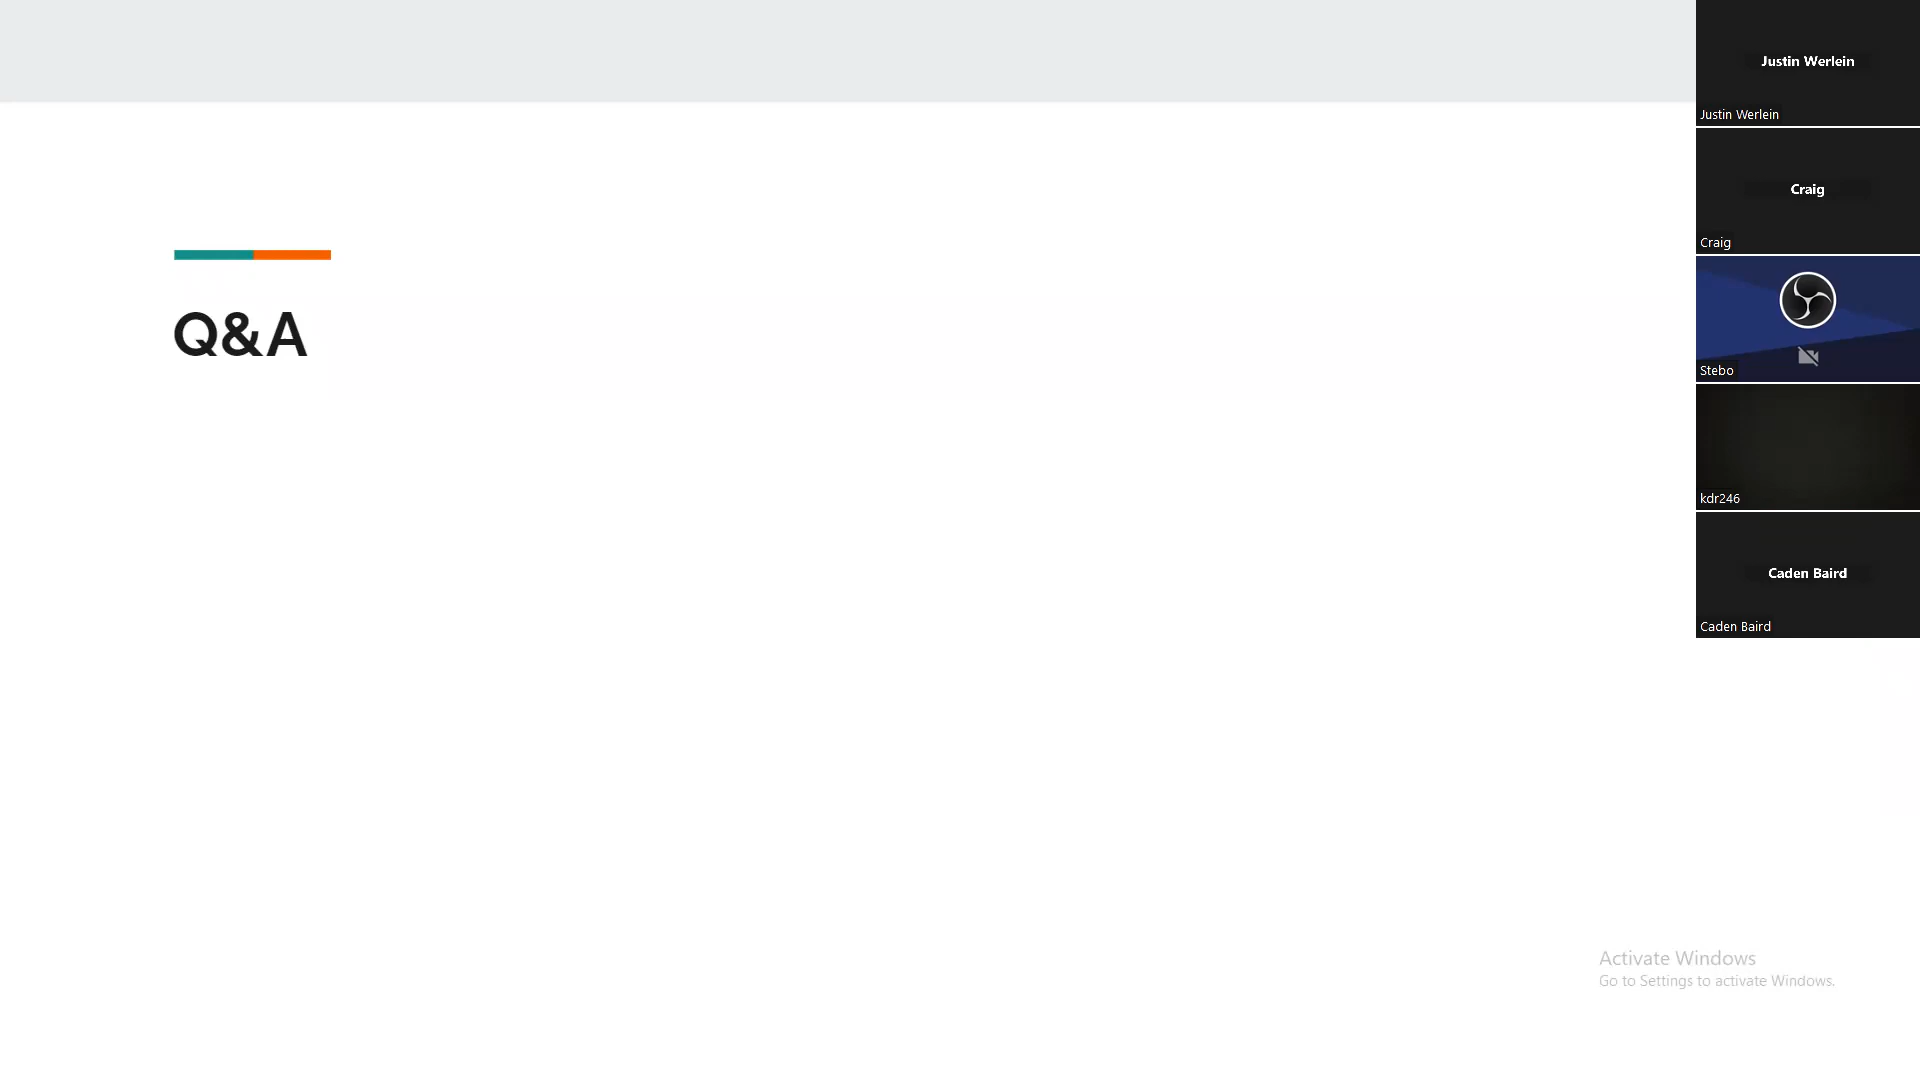 Q&A
Justin Werlein
Justin Werlein
Craig
Craig
Stebo
kdr246
Caden Baird
Caden Baird
Activate Windows
Go to Settings to activate Windows.